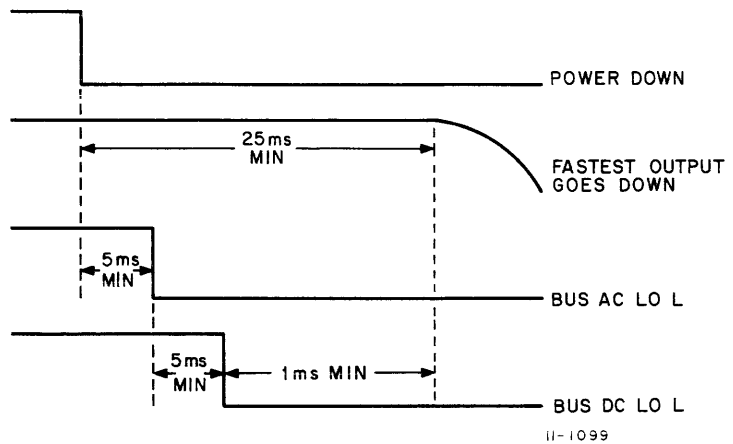 POWER DOWN
25ms
MIN
FASTEST OUTPUT
GOES DOWN
5ms
MIN
BUS AC LO L
5ms
MIN
1ms MIN
BUS DC LO L
11-1099